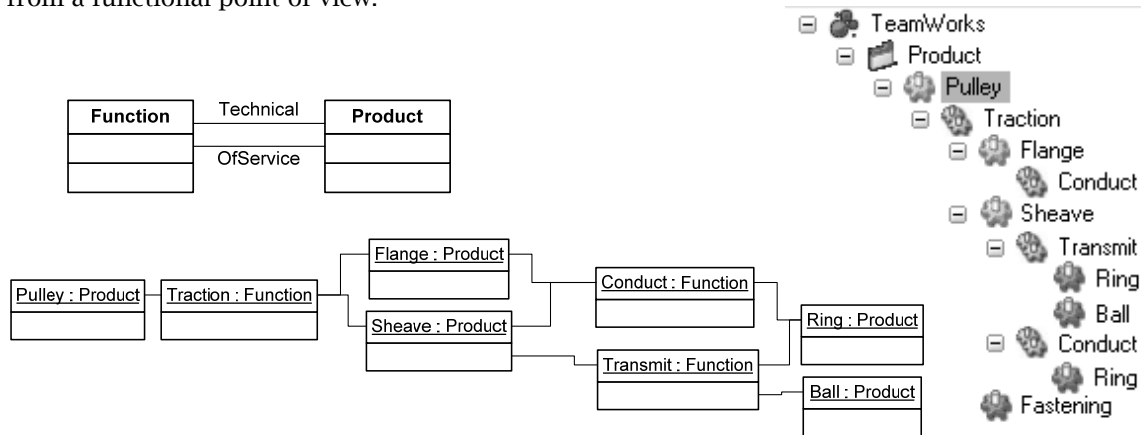 from a functional point of view.
Function
Technical
OfService
Product
Pulley : Product
Traction : Function
Flange : Product
Sheave : Product
Conduct : Function
Transmit : Function
Ring : Product
Ball : Product
TeamWorks
Product
Pulley
Traction
Flange
Conduct
Sheave
Transmit
Ring
Ball
Conduct
Ring
Fastening